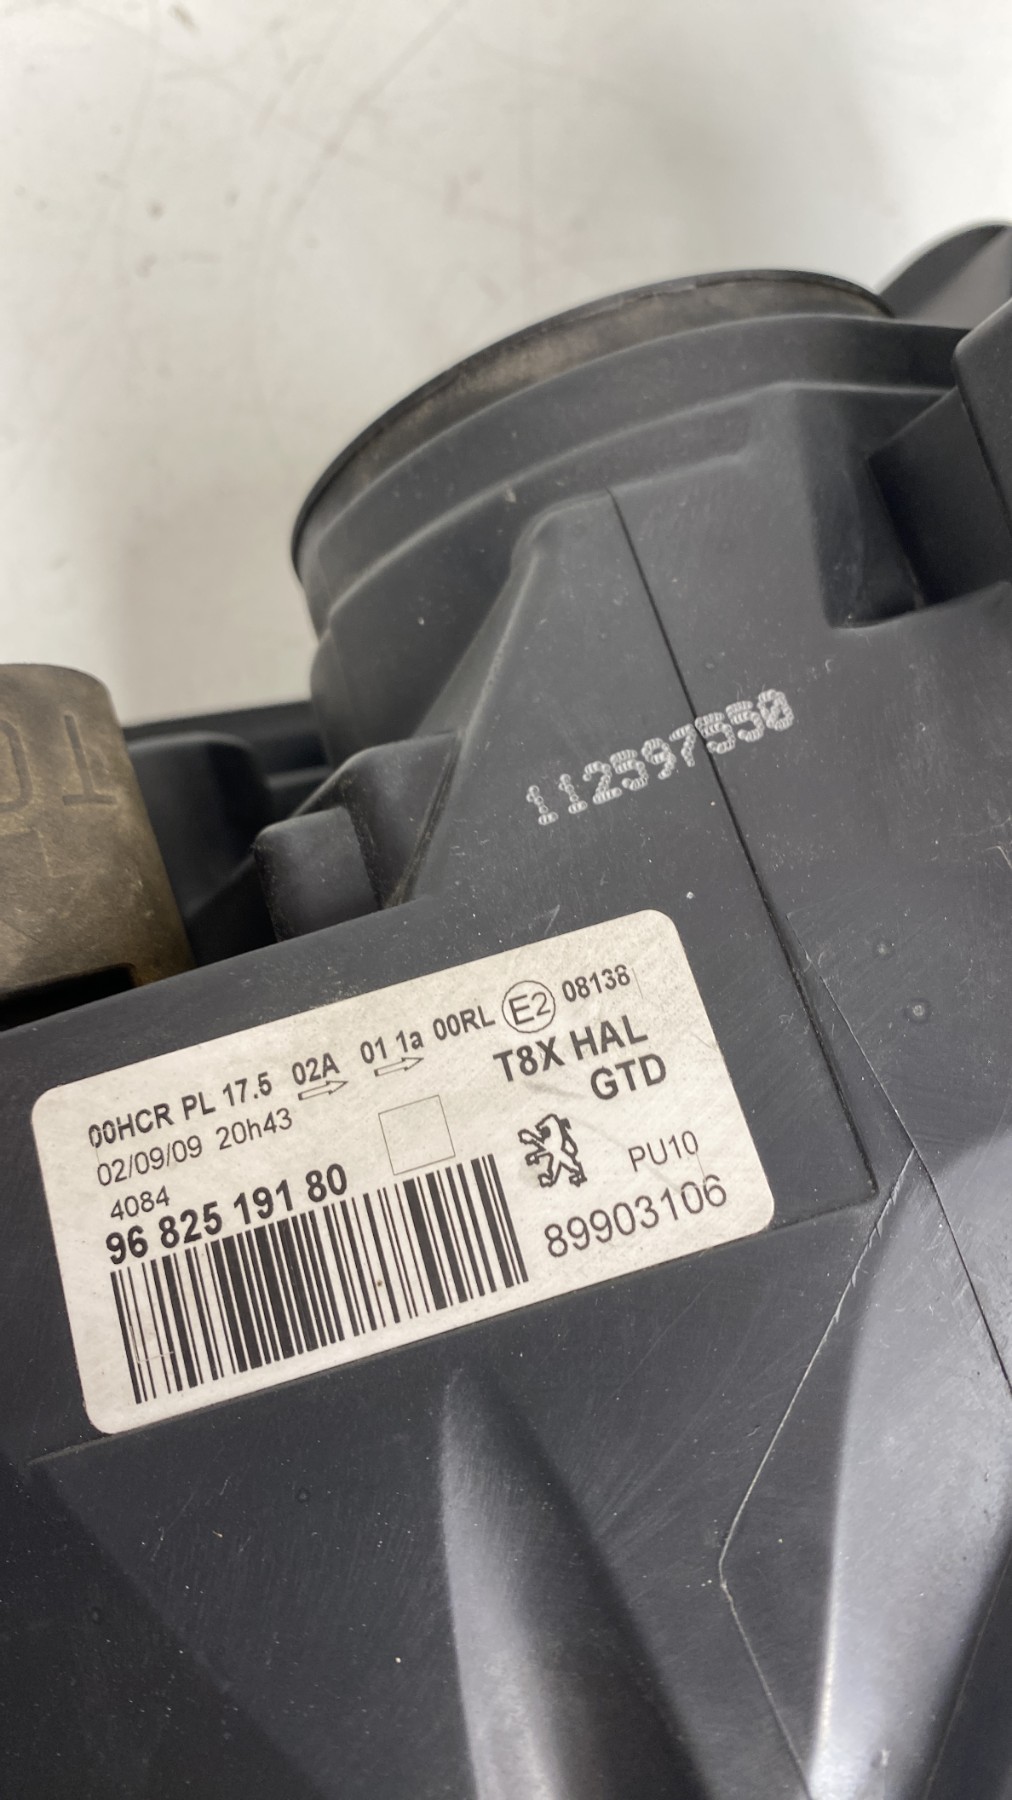 112597550
00HCR PL 17.5 02A 01 1a 00RL E2 08138
02/09/09 20h43
T8X HAL
GTD
4084
96 825 191 80
PU10
89903106